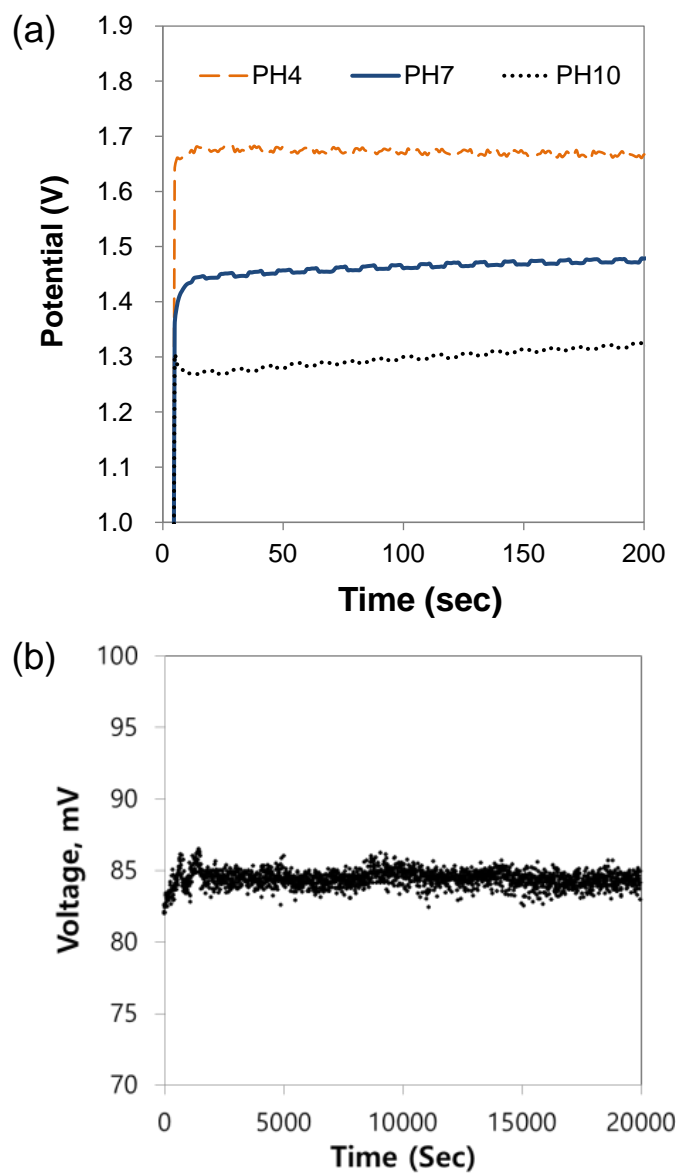 (a)
1.9
1.8
1.7
1.6
1.5
1.4
1.3
1.2
1.1
1.0
Potential (V)
PH4 PH7 PH10
0 50 100 150 200
Time (sec)
(b)
100
95
90
85
80
75
70
Voltage, mV
0 5000 10000 15000 20000
Time (Sec)